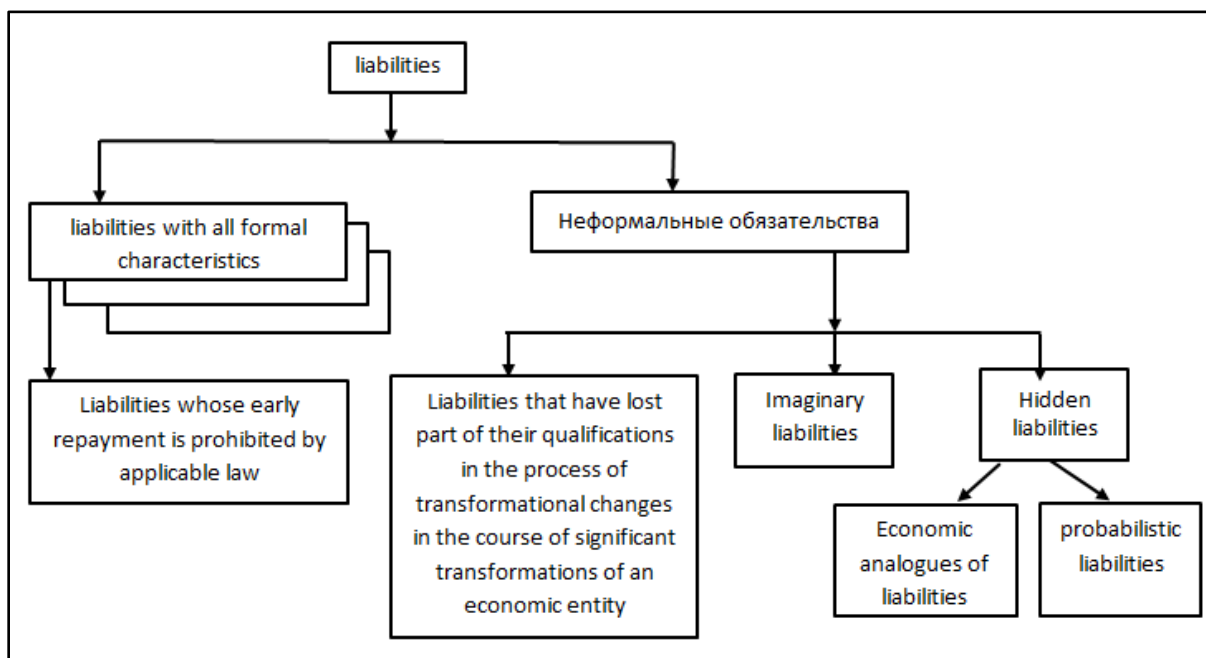 liabilities
liabilities with all formal
characteristics
Неформальные обязательства
Liabilities whose early
repayment is prohibited by
applicable law
Liabilities that have lost
part of their qualifications
in the process of
transformational changes
in the course of significant
transformations of an
economic entity
Imaginary
liabilities
Hidden
liabilities
Economic
analogues of
liabilities
probabilistic
liabilities